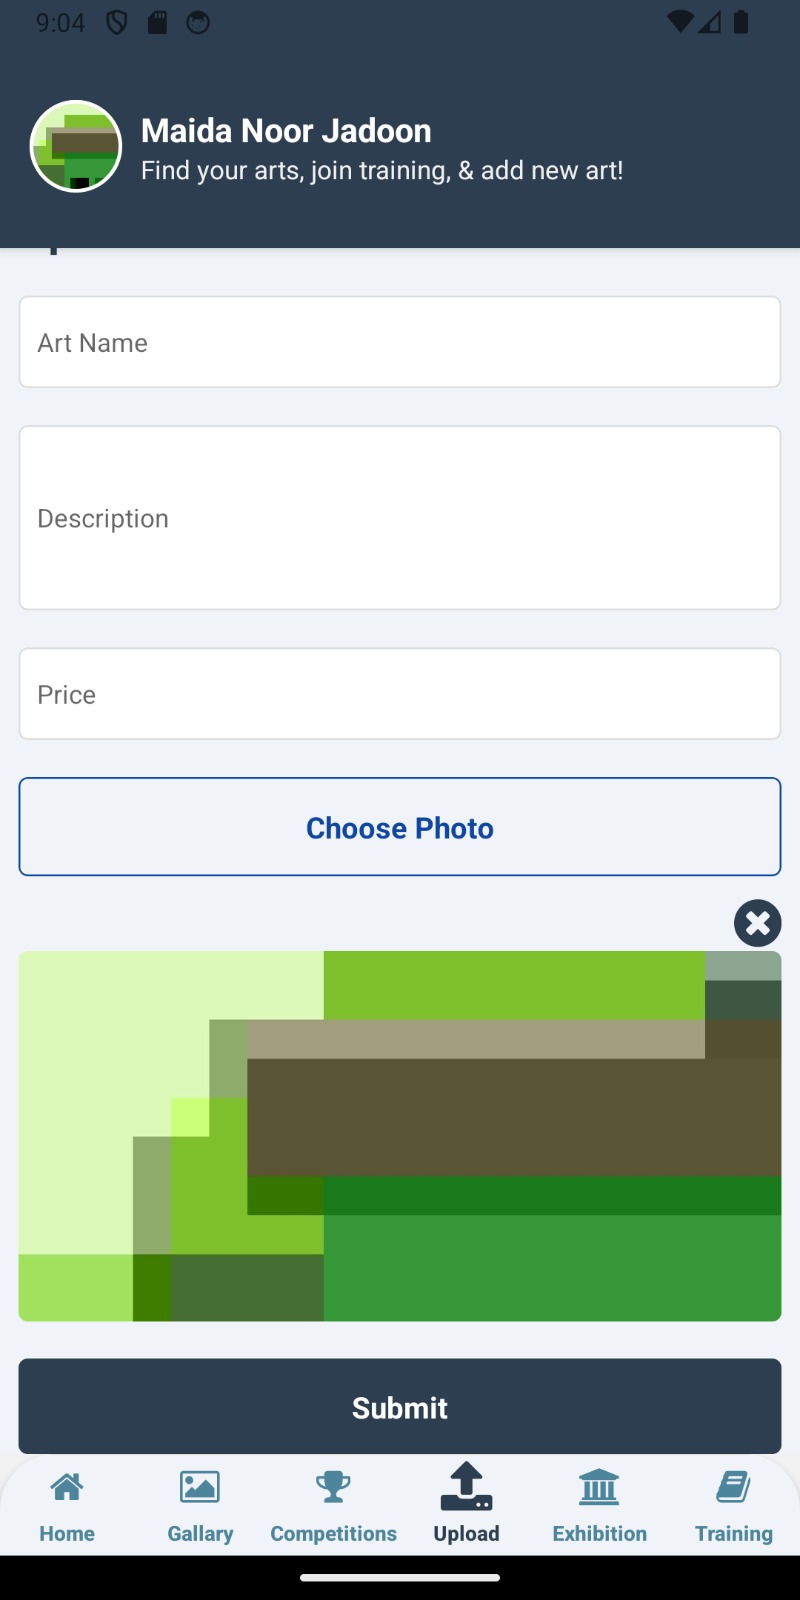 9:04
Maida Noor Jadoon
Find your arts, join training, & add new art!
Art Name
Description
Price
Choose Photo
Submit
Home
Gallary
Competitions
Upload
Exhibition
Training